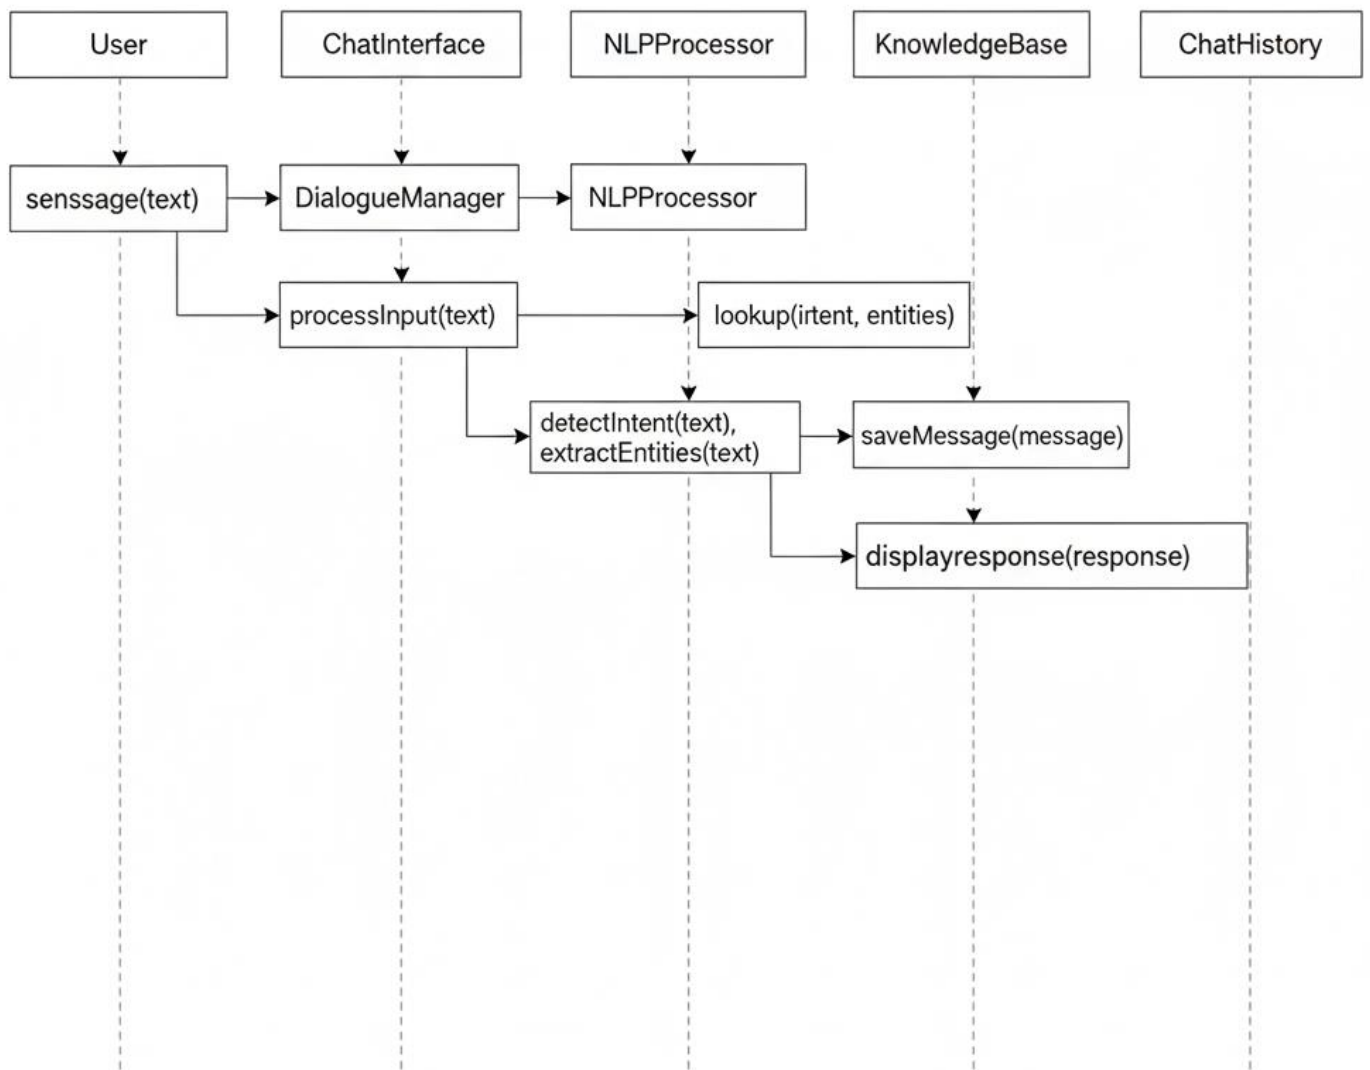 User
ChatInterface
NLPProcessor
KnowledgeBase
ChatHistory
senssage(text)
DialogueManager
NLPProcessor
processInput(text)
lookup(irtent, entities)
detectIntent(text),
extractEntities(text)
saveMessage(message)
displayresponse(response)